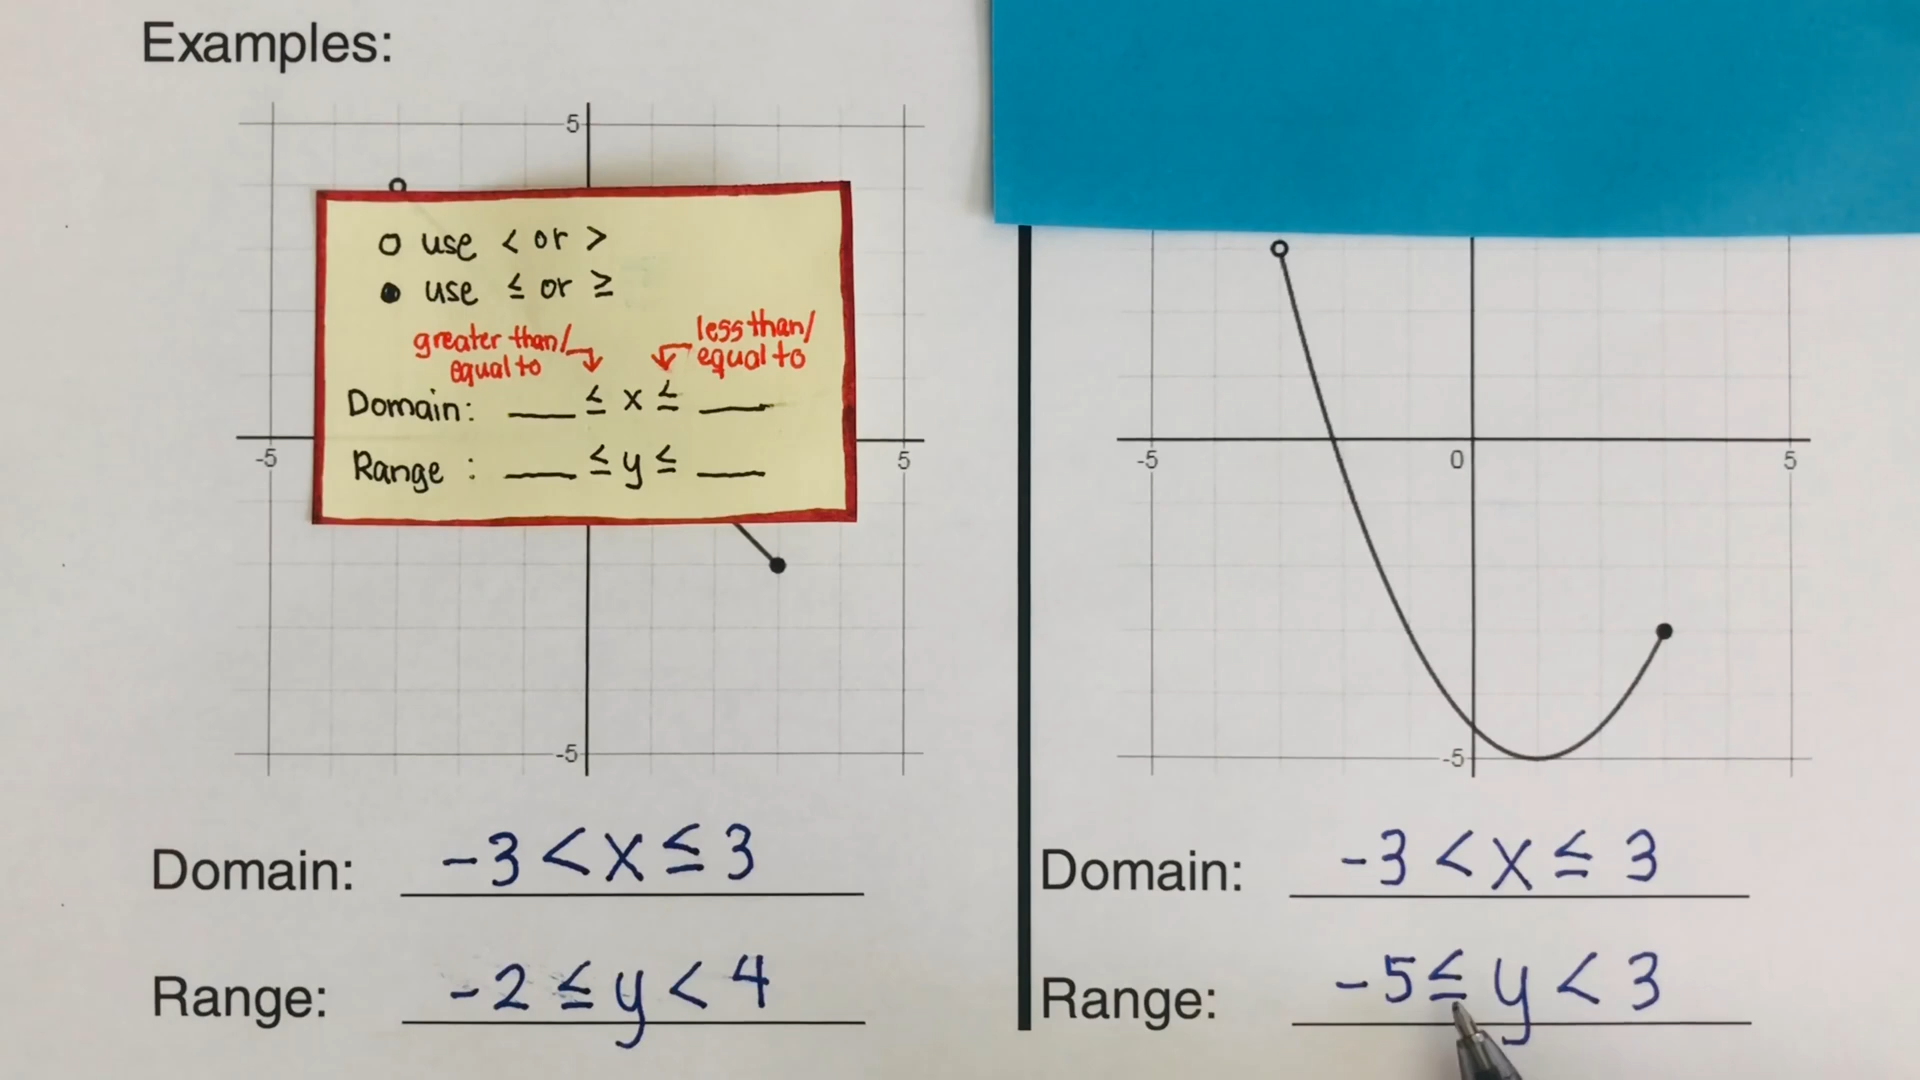 Examples:
5
-5
5
-5
o use < or >
● use ≤ or ≥
greater than/
equal to
less than/
equal to
Domain: ___ ≤ x ≤ ___
Range : ___ ≤ y ≤ ___
Domain: -3 < x ≤ 3
Range: -2 ≤ y < 4
-5
0
5
-5
Domain: -3 < x ≤ 3
Range: -5 ≤ y < 3